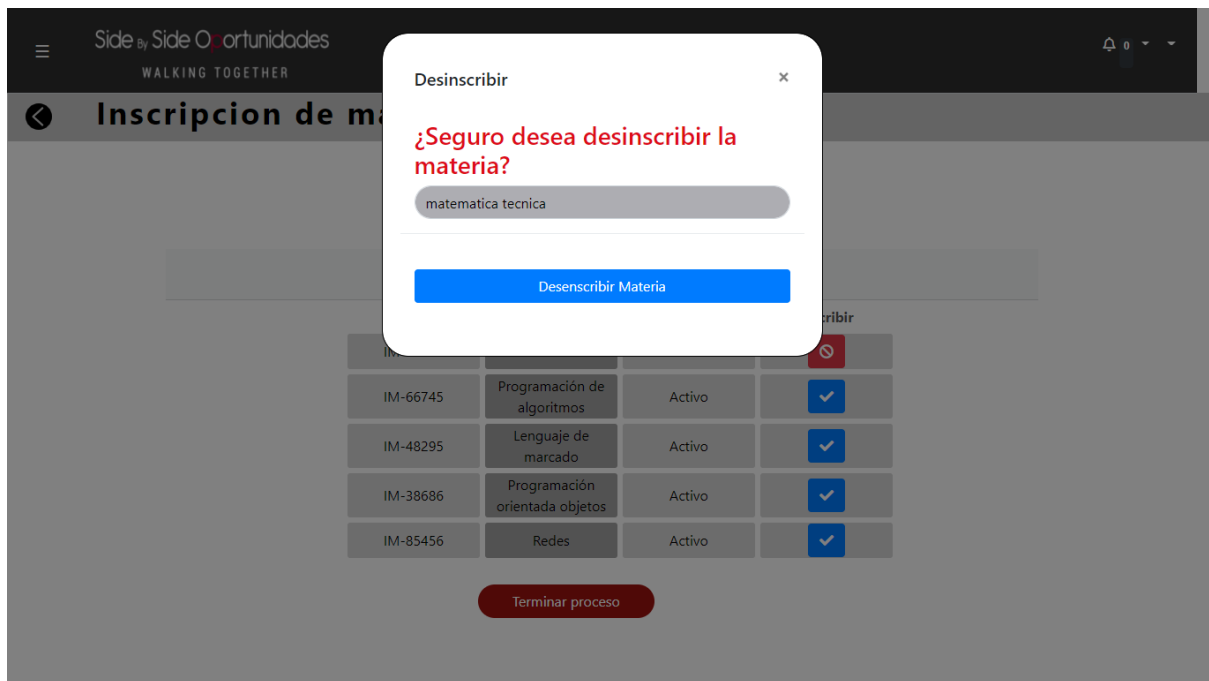 Side By Side Oportunidades
WALKING TOGETHER
0
Inscripcion de m
Desinscribir
×
¿Seguro desea desinscribir la
materia?
matematica tecnica
Desenscribir Materia
cribir
IM-66745
Programación de
algoritmos
Activo
IM-48295
Lenguaje de
marcado
Activo
IM-38686
Programación
orientada objetos
Activo
IM-85456
Redes
Activo
Terminar proceso